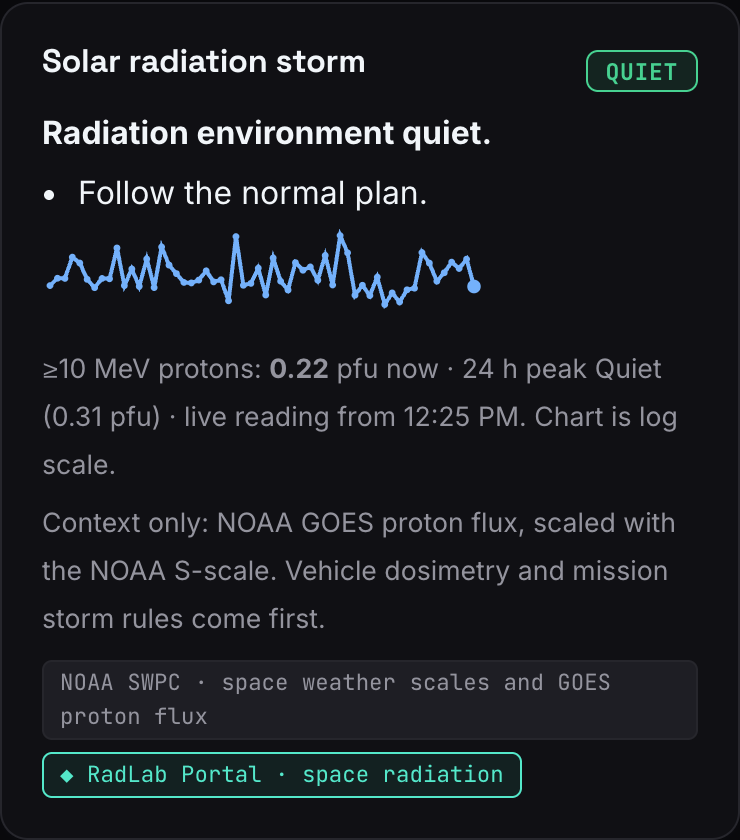 Solar radiation storm
QUIET
Radiation environment quiet.
• Follow the normal plan.
≥10 MeV protons: 0.22 pfu now · 24 h peak Quiet
(0.31 pfu) · live reading from 12:25 PM. Chart is log
scale.
Context only: NOAA GOES proton flux, scaled with
the NOAA S-scale. Vehicle dosimetry and mission
storm rules come first.
NOAA SWPC · space weather scales and GOES
proton flux
◆ RadLab Portal · space radiation